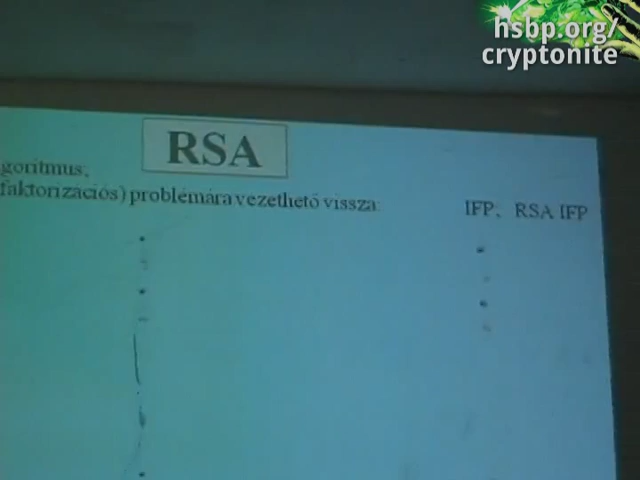 hsbp.org/
cryptonite
RSA
goritmus;
faktorizációs) problémára vezethető vissza:
IFP; RSA IFP